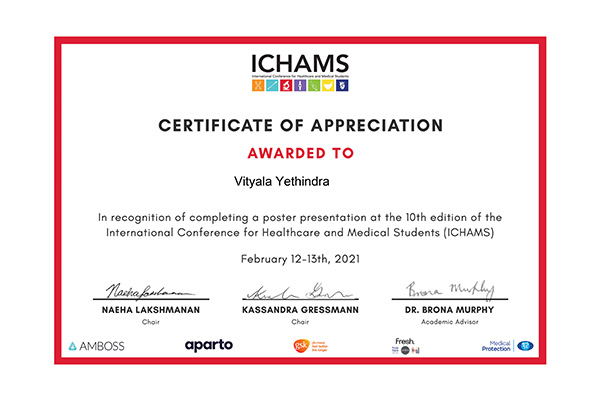 ICHAMS
International Conference for Healthcare and Medical Students
CERTIFICATE OF APPRECIATION
AWARDED TO
Vityala Yethindra
In recognition of completing a poster presentation at the 10th edition of the
International Conference for Healthcare and Medical Students (ICHAMS)
February 12-13th, 2021
Naeha Lakshmanan
Brona Murphy
NAEHA LAKSHMANAN
KASSANDRA GRESSMANN
DR. BRONA MURPHY
Chair
Chair
Academic Advisor
AMBOSS
aparto
gsk
Fresh.
Medical
Protection